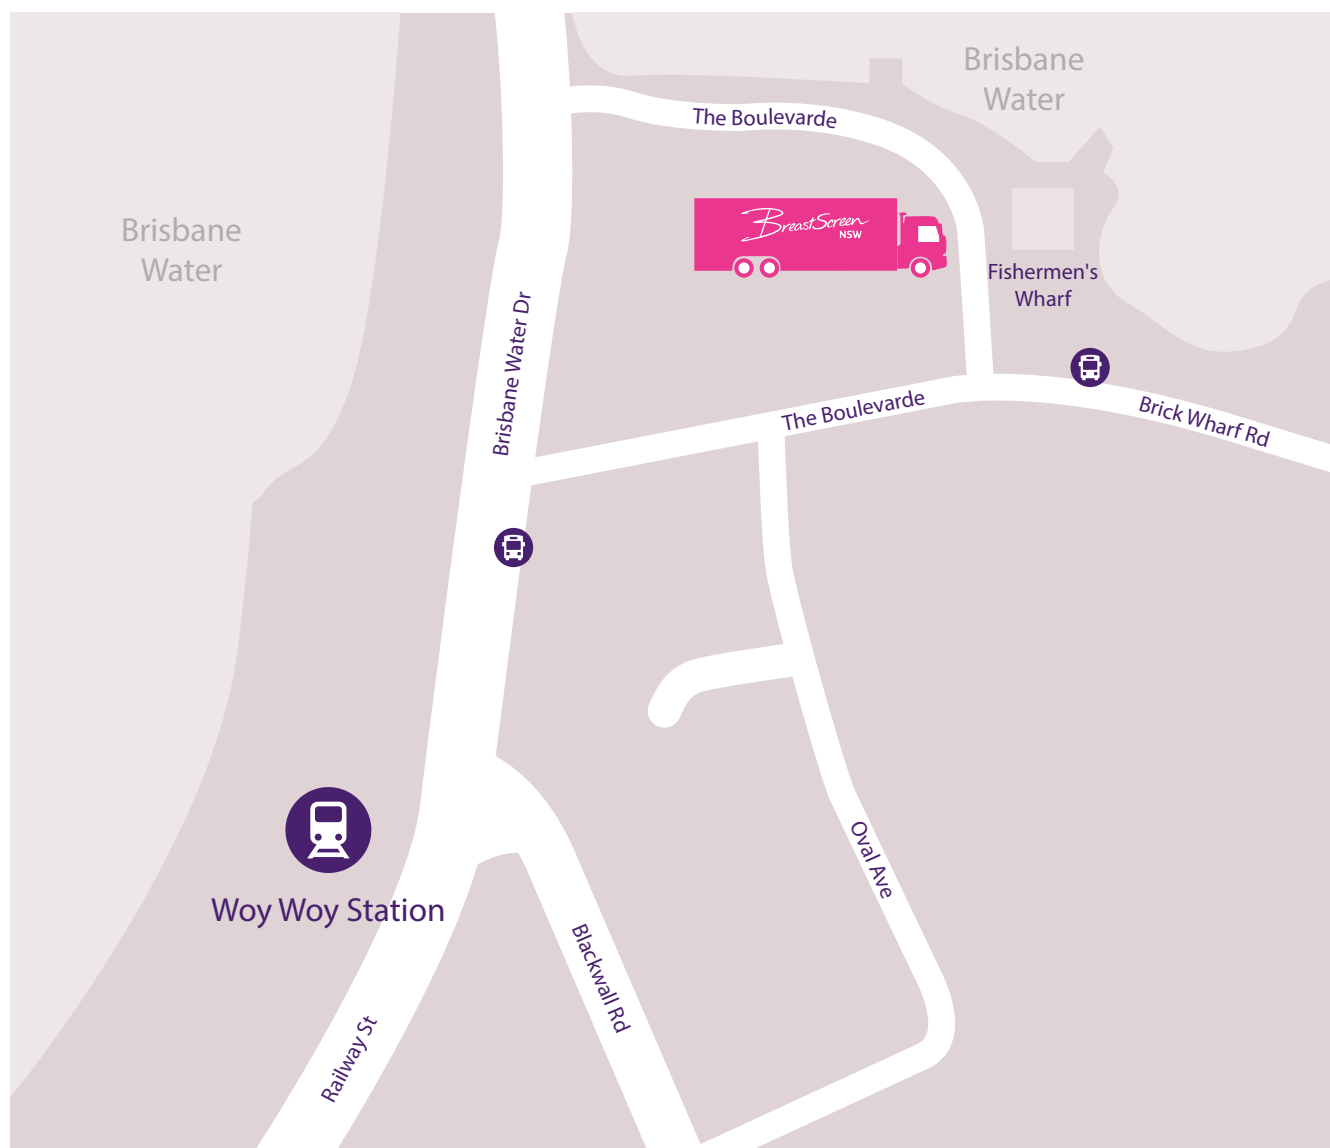 Brisbane
Water
The Boulevarde
Brisbane
Water
BreastScreen
NSW
Fishermen's
Wharf
Brisbane Water Dr
The Boulevarde
Brick Wharf Rd
Oval Ave
Woy Woy Station
Blackwall Rd
Railway St